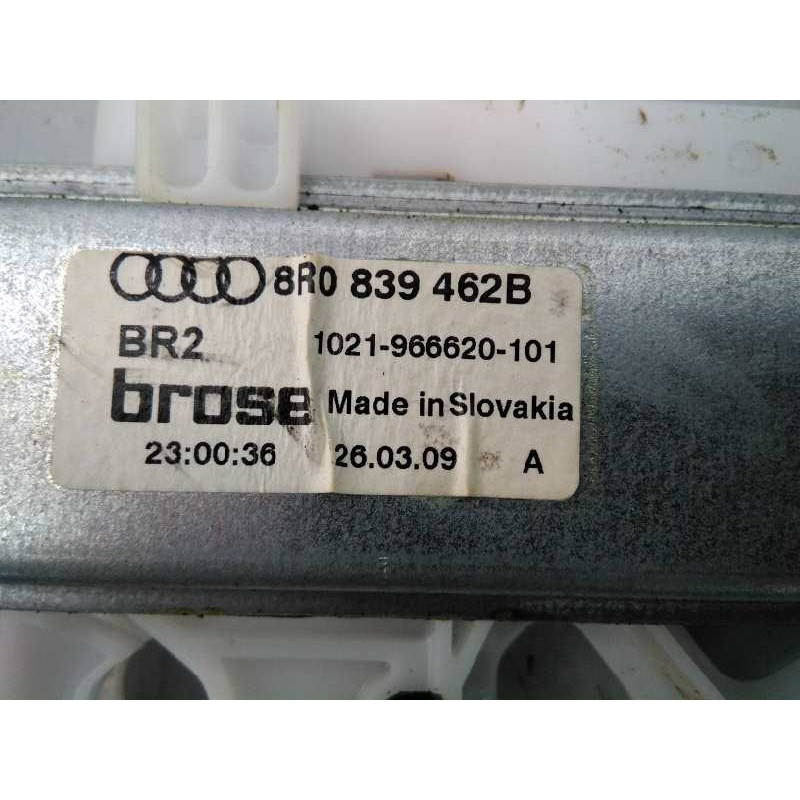 8R0 839 462B
BR2 1021-966620-101
brose Made in Slovakia
23:00:36 26.03.09 A